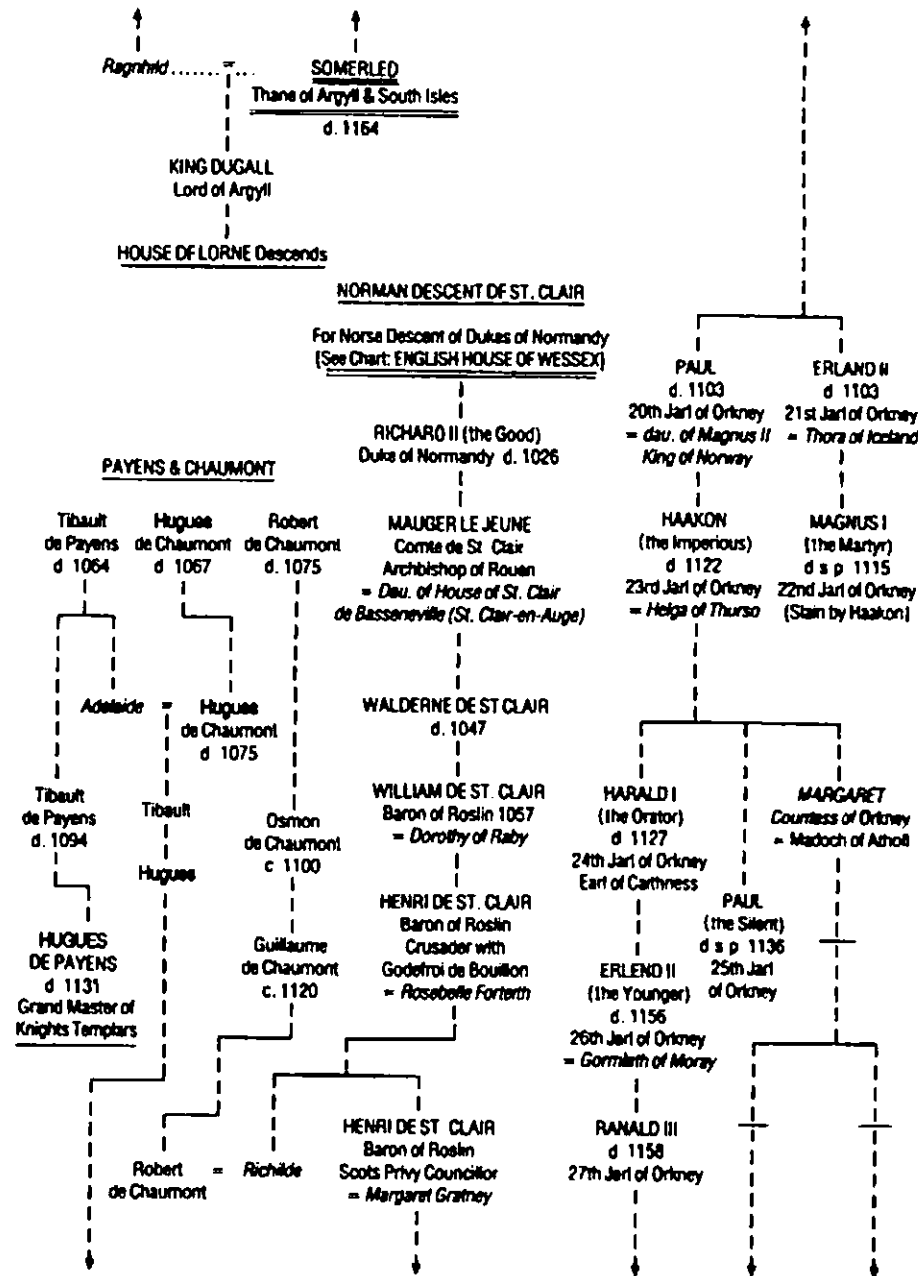 Ragnhild ........ =
SOMERLED
Thane of Argyll & South Isles
d. 1164
KING DUGALL
Lord of Argyll
HOUSE OF LORNE Descends
NORMAN DESCENT OF ST. CLAIR
For Norse Descent of Dukes of Normandy
(See Chart: ENGLISH HOUSE OF WESSEX)
RICHARD II (the Good)
Duke of Normandy d. 1026
MAUGER LE JEUNE
Comte de St Clair
Archbishop of Rouen
= Dau. of House of St. Clair
de Basseneville (St. Clair-en-Auge)
WALDERNE DE ST CLAIR
d. 1047
WILLIAM DE ST. CLAIR
Baron of Roslin 1057
= Dorothy of Raby
HENRI DE ST. CLAIR
Baron of Roslin
Crusader with
Godefroi de Bouillon
= Rosabelle Forterth
HENRI DE ST CLAIR
Baron of Roslin
Scots Privy Councillor
= Margaret Gratney
PAYENS & CHAUMONT
Tibault
de Payens
d 1064
Hugues
de Chaumont
d 1067
Robert
de Chaumont
d. 1075
Adelaide =
Hugues
de Chaumont
d 1075
Tibault
de Payens
d. 1094
Tibault
Hugues
Osmon
de Chaumont
c 1100
HUGUES
DE PAYENS
d 1131
Grand Master of
Knights Templars
Guillaume
de Chaumont
c. 1120
Robert
de Chaumont
= Richilde
PAUL
d. 1103
20th Jarl of Orkney
= dau. of Magnus II
King of Norway
ERLAND II
d 1103
21st Jarl of Orkney
= Thora of Iceland
HAAKON
(the Imperious)
d 1122
23rd Jarl of Orkney
= Helga of Thurso
MAGNUS I
(the Martyr)
d s p 1115
22nd Jarl of Orkney
(Slain by Haakon)
HARALD I
(the Orator)
d 1127
24th Jarl of Orkney
Earl of Carthness
PAUL
(the Silent)
d s p 1136
25th Jarl
of Orkney
MARGARET
Countess of Orkney
= Madoch of Atholl
ERLEND II
(the Younger)
d. 1156
26th Jarl of Orkney
= Gormlath of Moray
RANALD III
d 1158
27th Jarl of Orkney